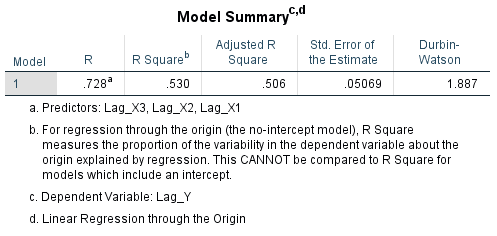 Model Summaryc,d
Model R R Squareb Adjusted R Square Std. Error of the Estimate Durbin-Watson
1 .728a .530 .506 .05069 1.887
a. Predictors: Lag_X3, Lag_X2, Lag_X1
b. For regression through the origin (the no-intercept model), R Square
measures the proportion of the variability in the dependent variable about the
origin explained by regression. This CANNOT be compared to R Square for
models which include an intercept.
c. Dependent Variable: Lag_Y
d. Linear Regression through the Origin